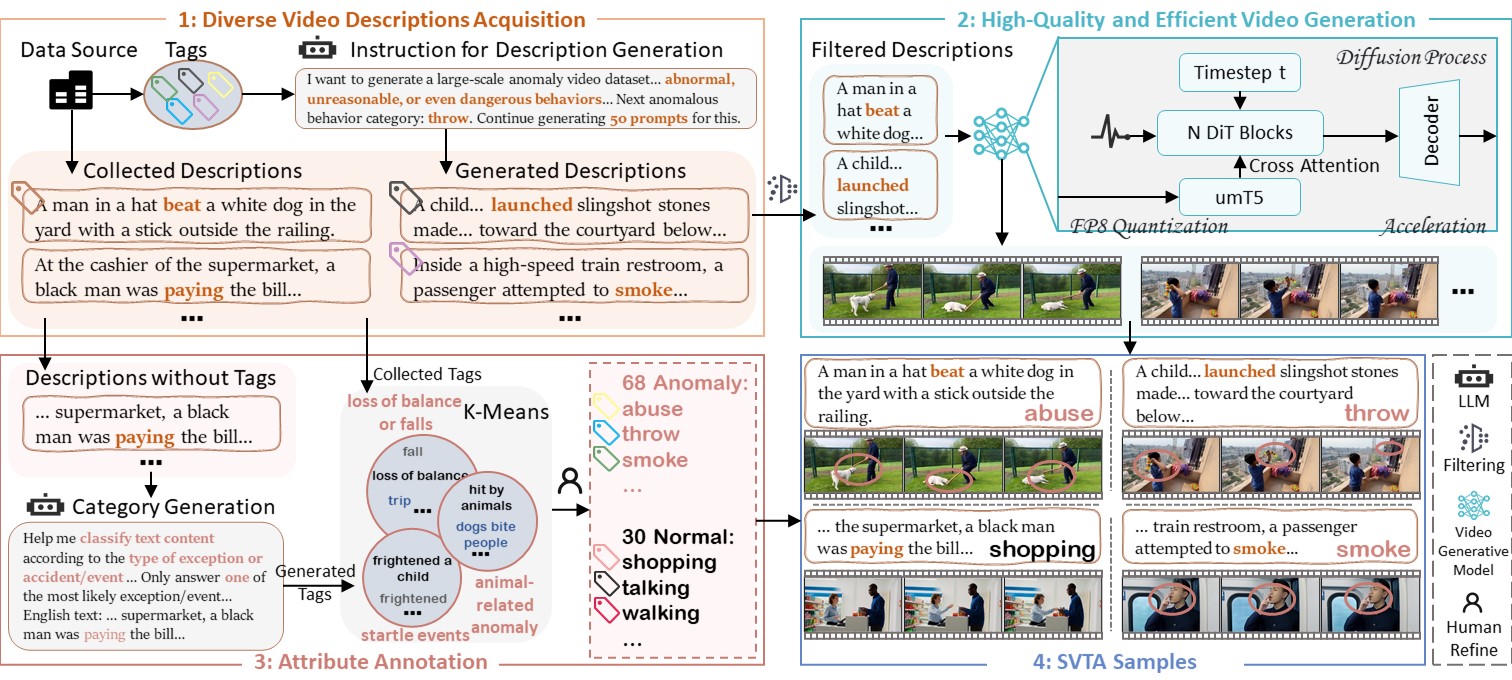 1: Diverse Video Descriptions Acquisition
Data Source
Tags
Instruction for Description Generation
I want to generate a large-scale anomaly video dataset... abnormal,
unreasonable, or even dangerous behaviors... Next anomalous
behavior category: throw. Continue generating 50 prompts for this.
Collected Descriptions
A man in a hat beat a white dog in the
yard with a stick outside the railing.
At the cashier of the supermarket, a
black man was paying the bill...
...
Generated Descriptions
A child... launched slingshot stones
made... toward the courtyard below...
Inside a high-speed train restroom, a
passenger attempted to smoke...
...
2: High-Quality and Efficient Video Generation
Filtered Descriptions
A man in a
hat beat a
white dog...
A child...
launched
slingshot...
...
Diffusion Process
Timestep t
N DiT Blocks
Cross Attention
umT5
Decoder
FP8 Quantization
Acceleration
...
Descriptions without Tags
... supermarket, a black
man was paying the bill...
...
Category Generation
Help me classify text content
according to the type of exception or
accident/event ... Only answer one of
the most likely exception/event...
English text: ... supermarket, a black
man was paying the bill...
Generated
Tags
Collected Tags
K-Means
loss of balance
or falls
fall
loss of balance
trip ...
hit by
animals
dogs bite
people
...
frightened a
child
frightened
...
startle events
animal-
related
anomaly
68 Anomaly:
abuse
throw
smoke
...
30 Normal:
shopping
talking
walking
...
3: Attribute Annotation
A man in a hat beat a white dog in
the yard with a stick outside the
railing.
abuse
A child... launched slingshot stones
made... toward the courtyard
below...
throw
... the supermarket, a black man
was paying the bill...
shopping
... train restroom, a passenger
attempted to smoke...
smoke
4: SVTA Samples
LLM
Filtering
Video
Generative
Model
Human
Refine